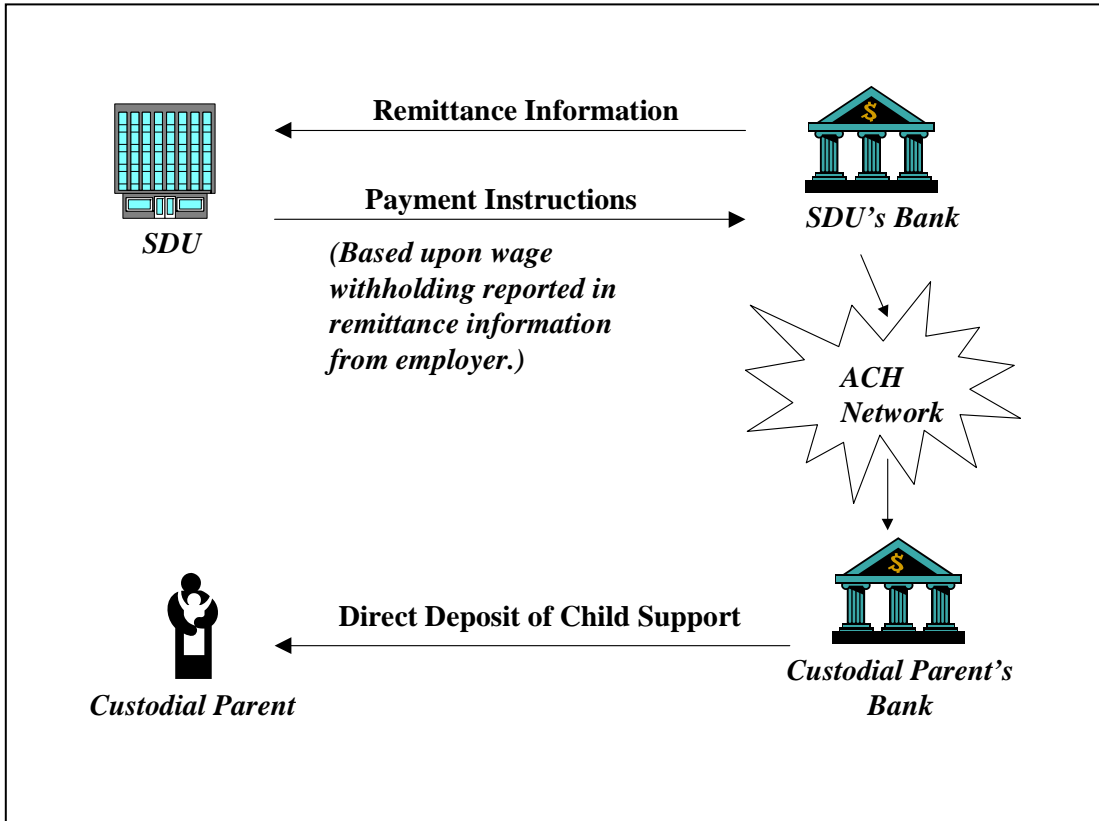 Remittance Information
$
Payment Instructions
SDU
SDU's Bank
(Based upon wage
withholding reported in
remittance information
from employer.)
ACH
Network
$
Direct Deposit of Child Support
Custodial Parent
Custodial Parent's
Bank